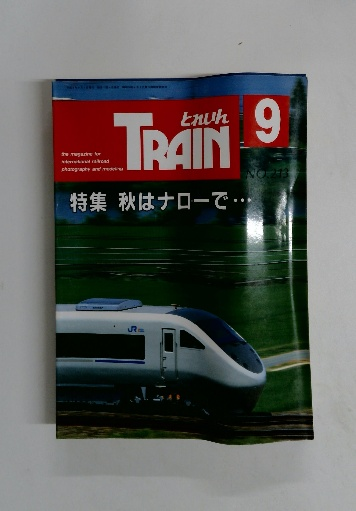 とれいん
TRAIN
9
the magazine for
international railroad
photography and modeling
特集 秋はナローで…
JR